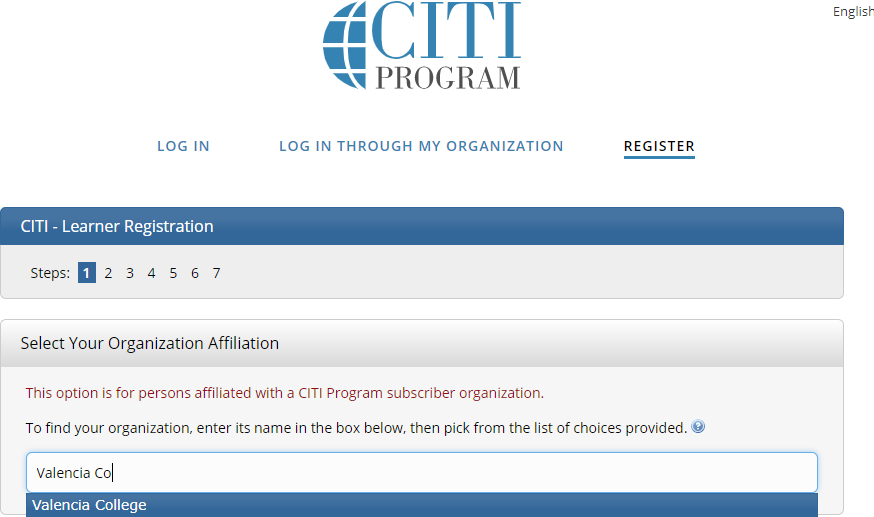 English
CITI
PROGRAM
LOG IN LOG IN THROUGH MY ORGANIZATION REGISTER
CITI - Learner Registration
Steps: 1 2 3 4 5 6 7
Select Your Organization Affiliation
This option is for persons affiliated with a CITI Program subscriber organization.
To find your organization, enter its name in the box below, then pick from the list of choices provided. ?
Valencia Co
Valencia College